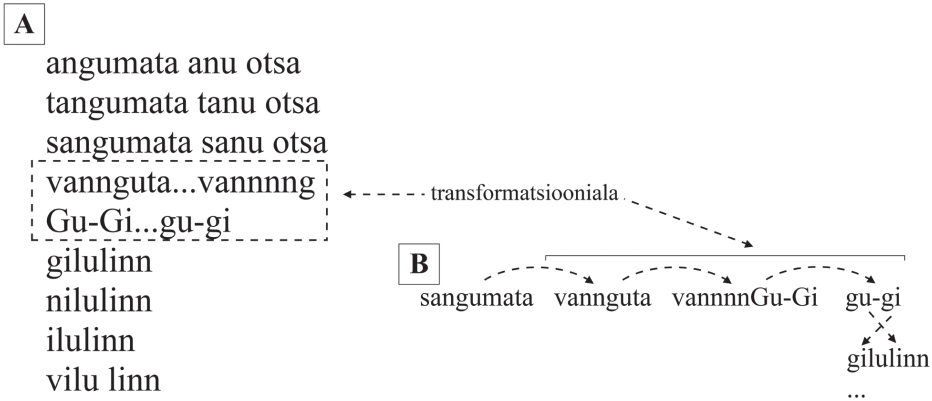 A
angumata anu otsa
tangumata tanu otsa
sangumata sanu otsa
vannguta...vannnng
Gu-Gi...gu-gi
gilulinn
nilulinn
ilulinn
vilu linn
transformatsiooniala
B
sangumata vannguta vannnnGu-Gi gu-gi
gilulinn
...